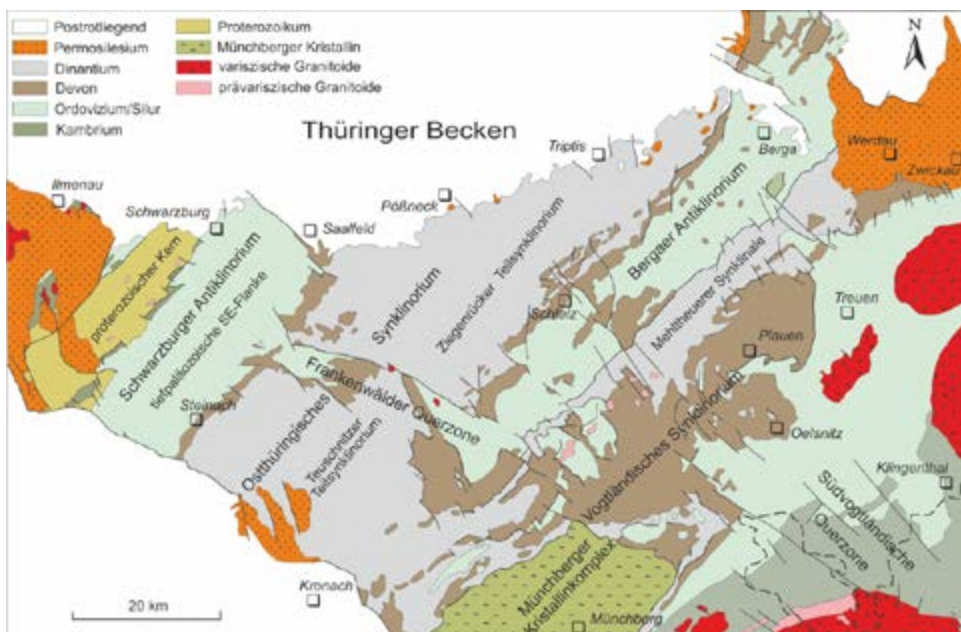 Postrotliegend
Permosilesium
Dinantium
Devon
Ordovizium/Silur
Kambrium
Proterozoikum
Münchberger Kristallin
variszische Granitoide
prävariszische Granitoide
N
Thüringer Becken
Triptis
Berga
Werdau
Zwickau
Ilmenau
Schwarzburg
Pößneck
Saalfeld
proterozoischer Kern
Schwarzburger Antiklinorium
tiefpaläozoische SE-Flanke
Synklinorium
Ziegenrücker Teilsynklinorium
Bergaer Antiklinorium
Mehltheuerer Synklinale
Schleiz
Treuen
Plauen
Steinach
Frankenwälder Querzone
Ostthüringisches
Teuschnitzer
Teilsynklinorium
Vogtländisches Synklinorium
Oelsnitz
Klingenthal
Südvogtländische
Querzone
Münchberger
Kristallinkomplex
Kronach
Münchberg
20 km